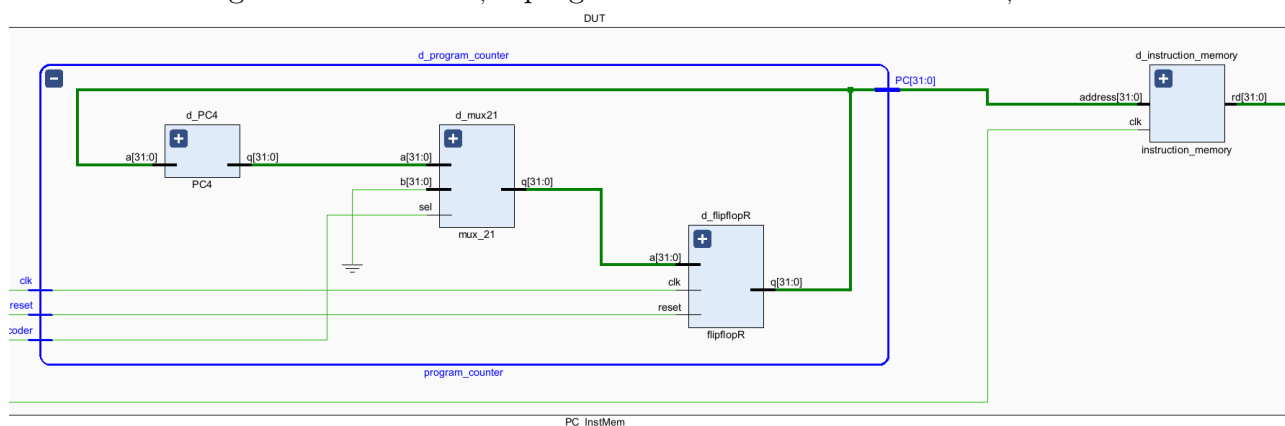 DUT
d_program_counter
d_instruction_memory
PC[31:0]
address[31:0]
rd[31:0]
clk
instruction_memory
d_PC4
a[31:0]
q[31:0]
PC4
d_mux21
a[31:0]
b[31:0]
sel
q[31:0]
mux_21
d_flipflopR
a[31:0]
clk
reset
q[31:0]
flipflopR
clk
reset
coder
program_counter
PC_InstMem